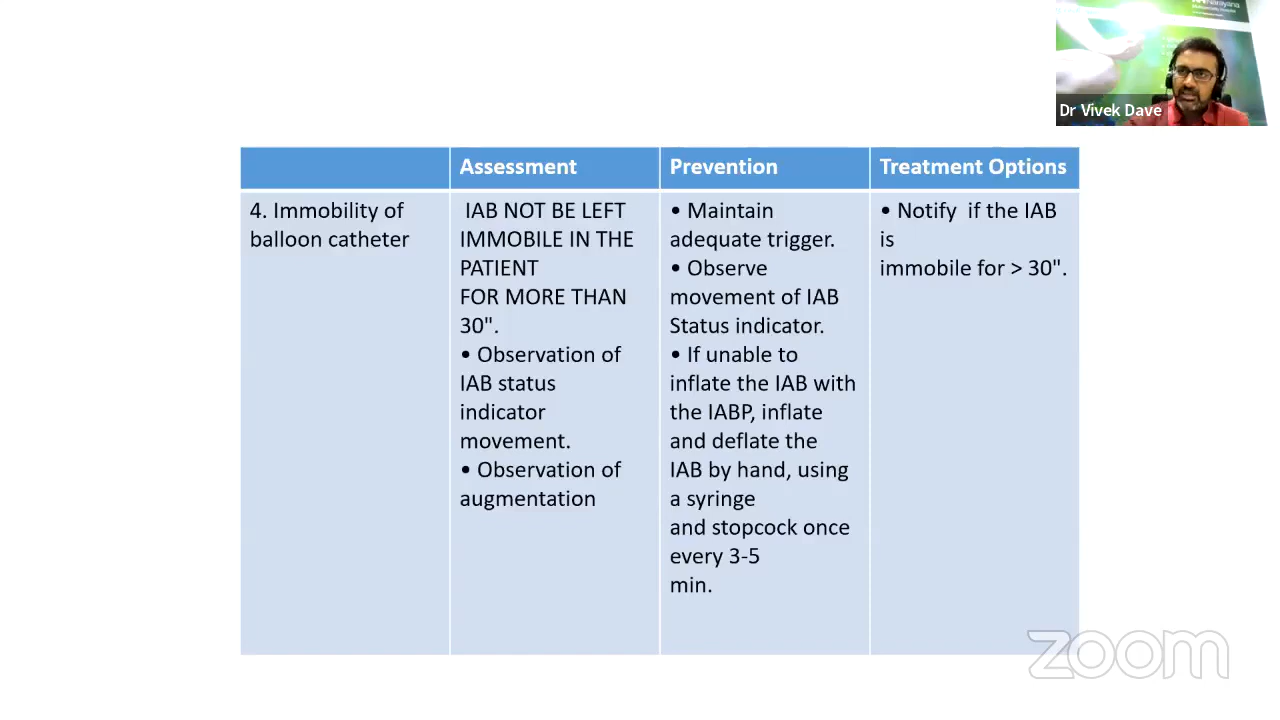 Dr Vivek Dave
Assessment
Prevention
Treatment Options
4. Immobility of
balloon catheter
IAB NOT BE LEFT
IMMOBILE IN THE
PATIENT
FOR MORE THAN
30".
• Observation of
IAB status
indicator
movement.
• Observation of
augmentation
• Maintain
adequate trigger.
• Observe
movement of IAB
Status indicator.
• If unable to
inflate the IAB with
the IABP, inflate
and deflate the
IAB by hand, using
a syringe
and stopcock once
every 3-5
min.
• Notify  if the IAB
is
immobile for > 30".
zoom